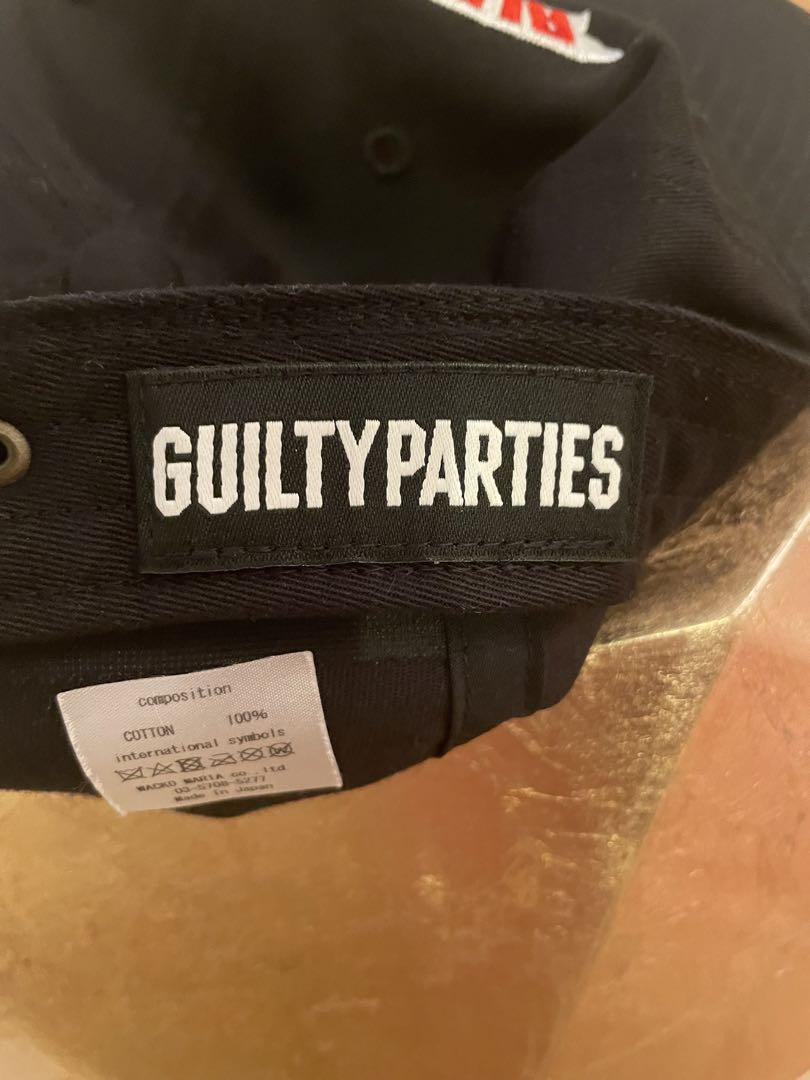 GUILTY PARTIES
composition
COTTON 100%
international symbols
WACKO MARIA co.,ltd
03-5708-5277
Made in Japan